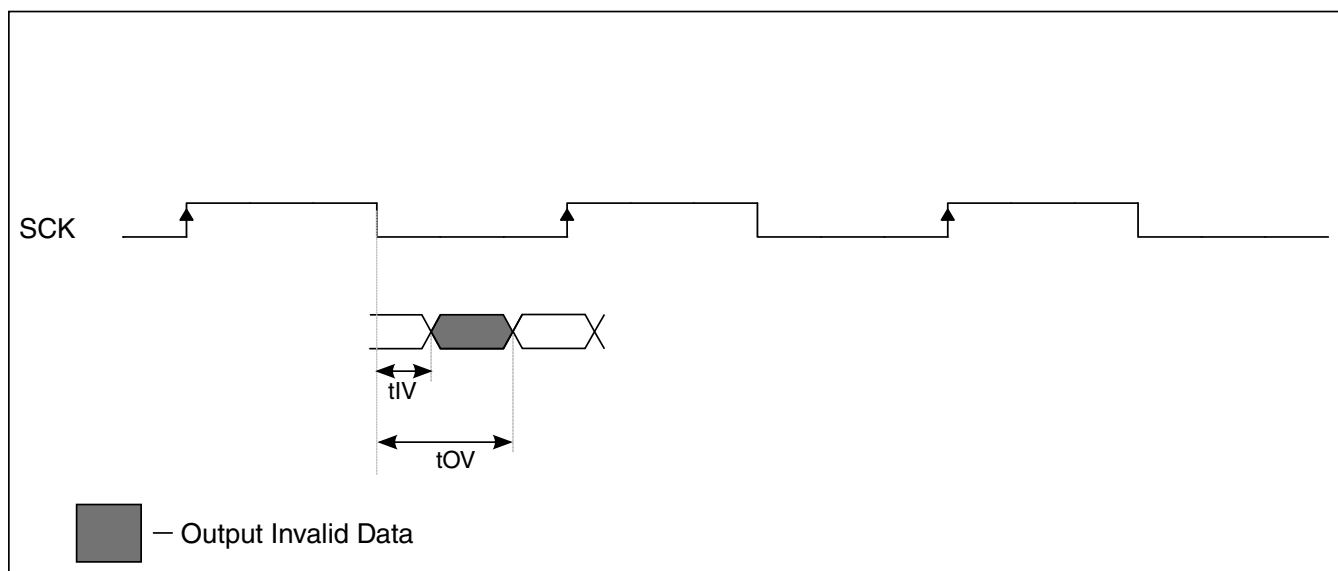 SCK
tIV
tOV
— Output Invalid Data